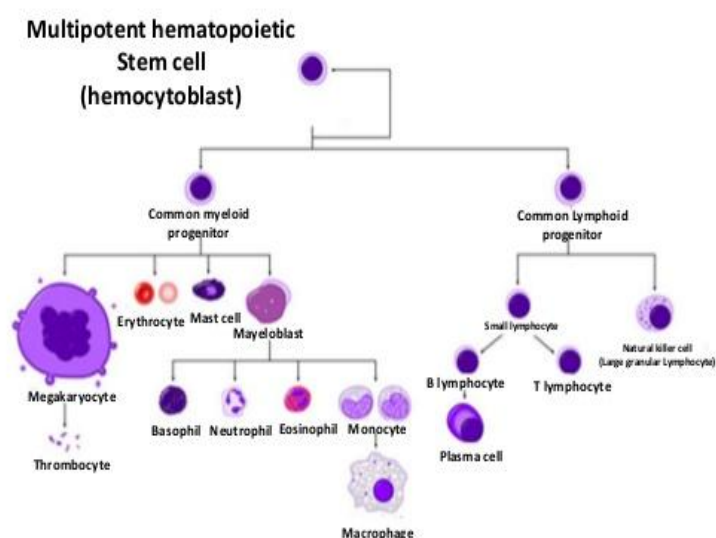 Multipotent hematopoietic
Stem cell
(hemocytoblast)
Common myeloid
progenitor
Common Lymphoid
progenitor
Erythrocyte
Mast cell
Mayeloblast
Small lymphocyte
Natural killer cell
(Large granular Lymphocyte)
Megakaryocyte
B lymphocyte
T lymphocyte
Basophil
Neutrophil
Eosinophil
Monocyte
Thrombocyte
Plasma cell
Macrophage